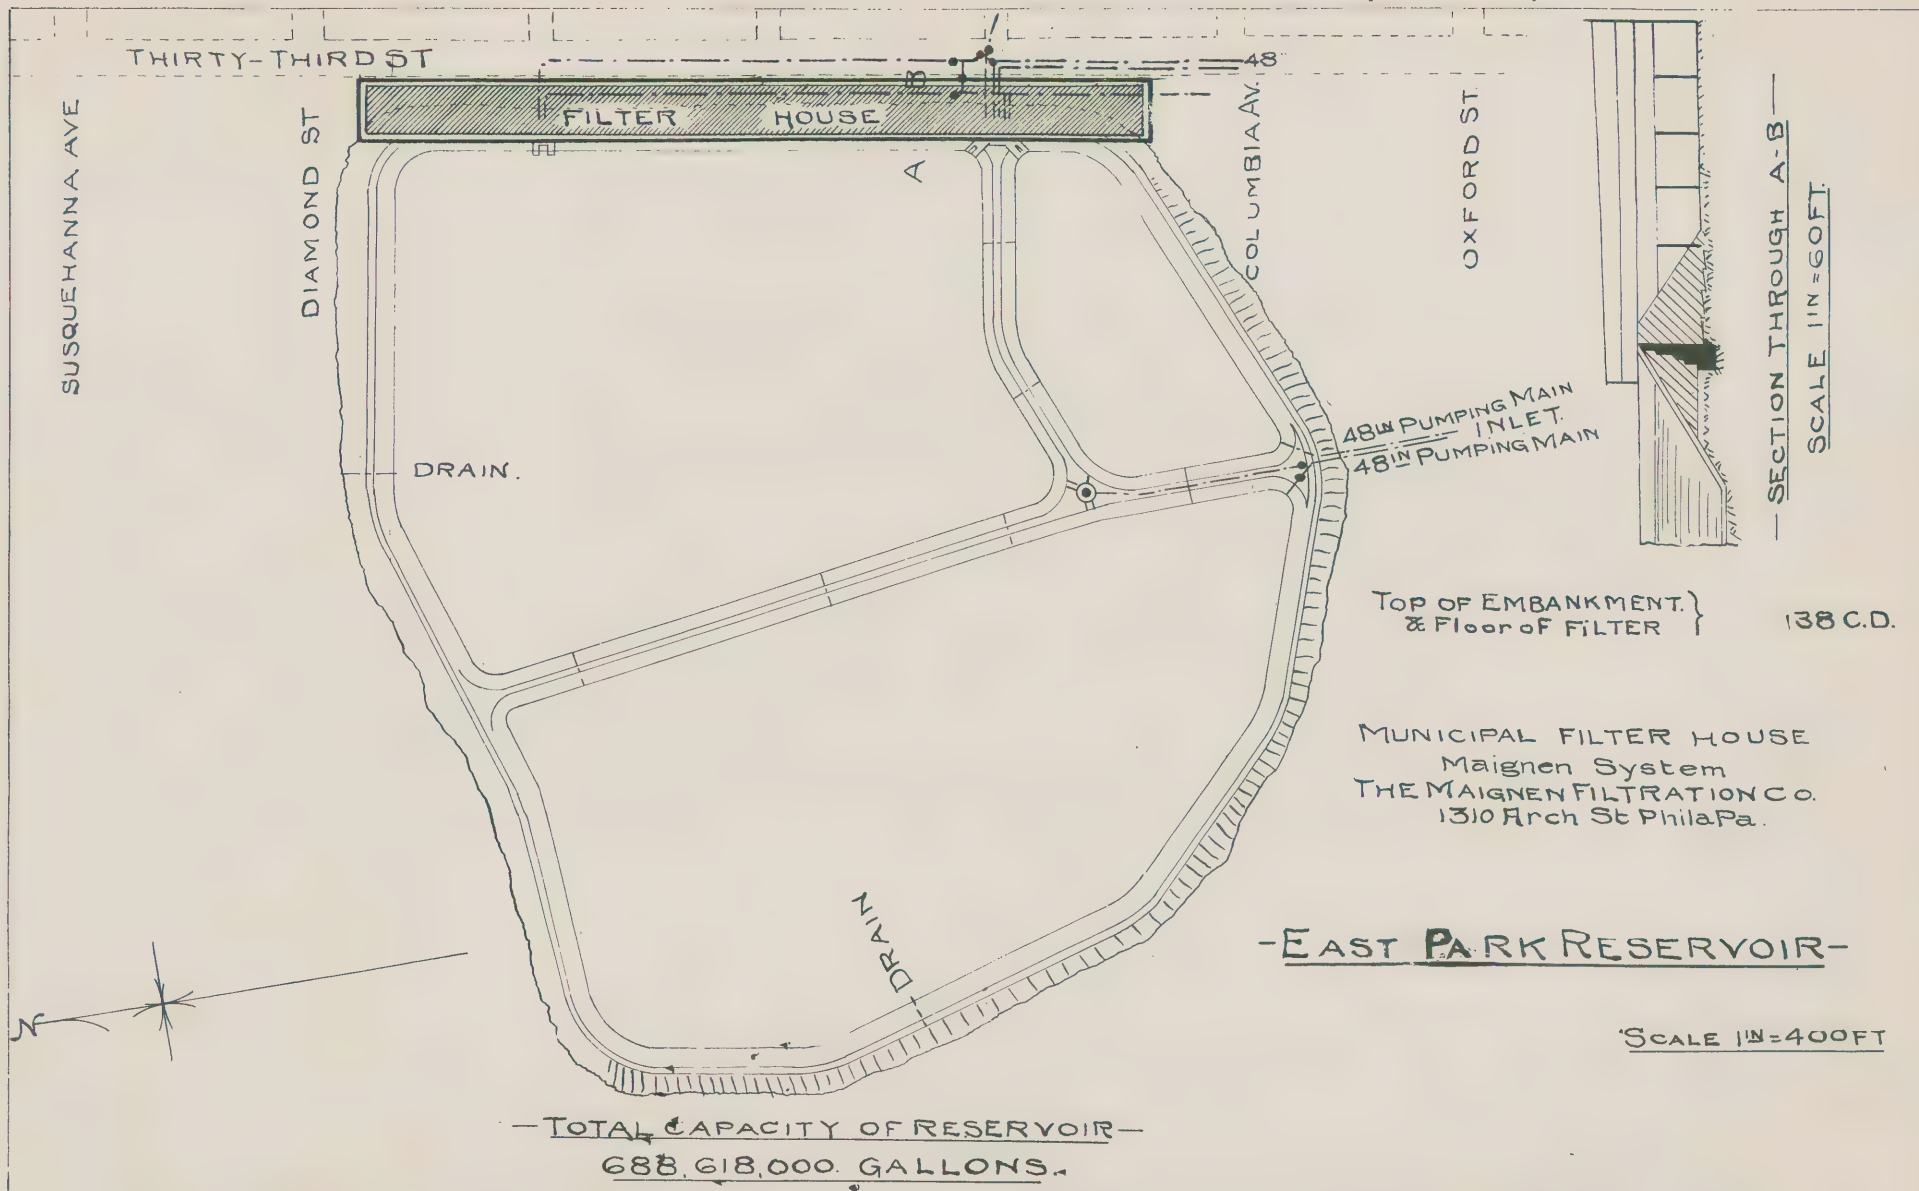 THIRTY-THIRD ST
48"
B
FILTER HOUSE
A
SUSQUEHANNA AVE
DIAMOND ST
COLUMBIA AV.
OXFORD ST.
—SECTION THROUGH A-B—
SCALE 1IN=60FT.
DRAIN.
48IN PUMPING MAIN
INLET.
48IN PUMPING MAIN
TOP OF EMBANKMENT. }
& Floor OF FILTER
138 C.D.
MUNICIPAL FILTER HOUSE
Maignen System
THE MAIGNEN FILTRATION CO.
1310 Arch St Phila Pa.
DRAIN
-EAST PARK RESERVOIR-
N
SCALE 1IN=400FT
—TOTAL CAPACITY OF RESERVOIR—
688,618,000. GALLONS.